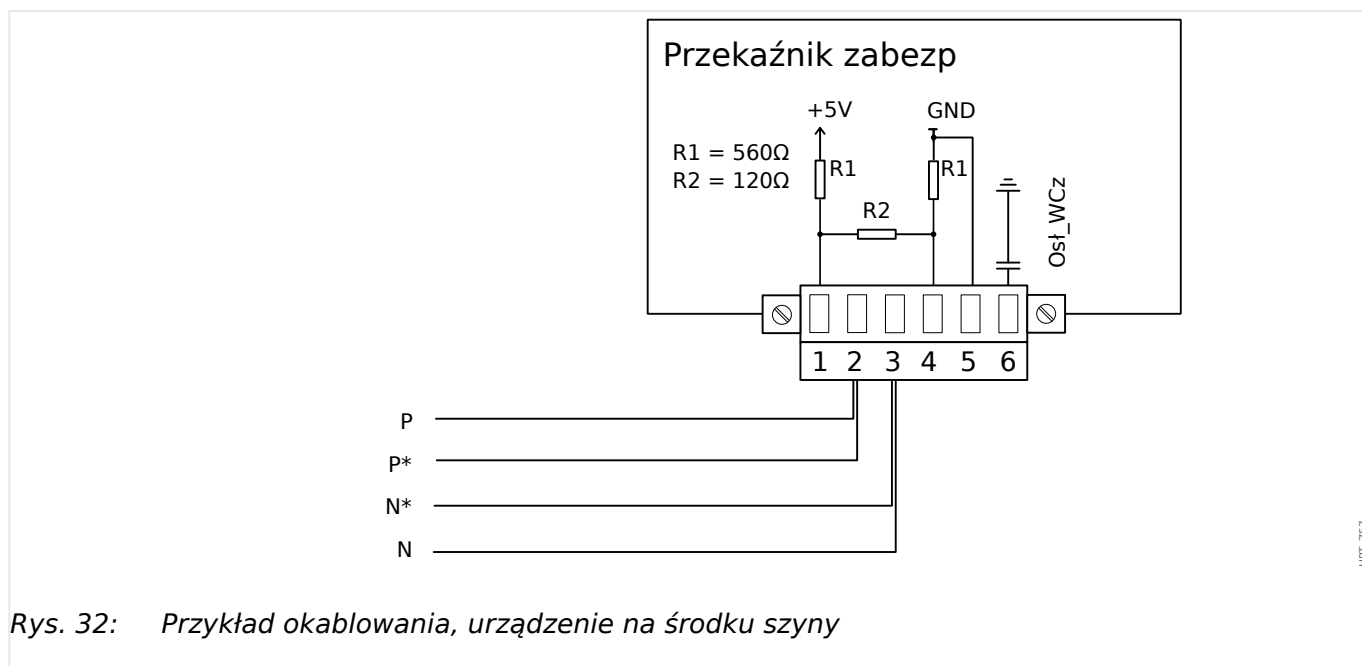 Przekaźnik zabezp
+5V GND
R1 = 560Ω
R2 = 120Ω
R1 R1
R2
Osł_WCz
1 2 3 4 5 6
P
P*
N*
N
Rys. 32: Przykład okablowania, urządzenie na środku szyny